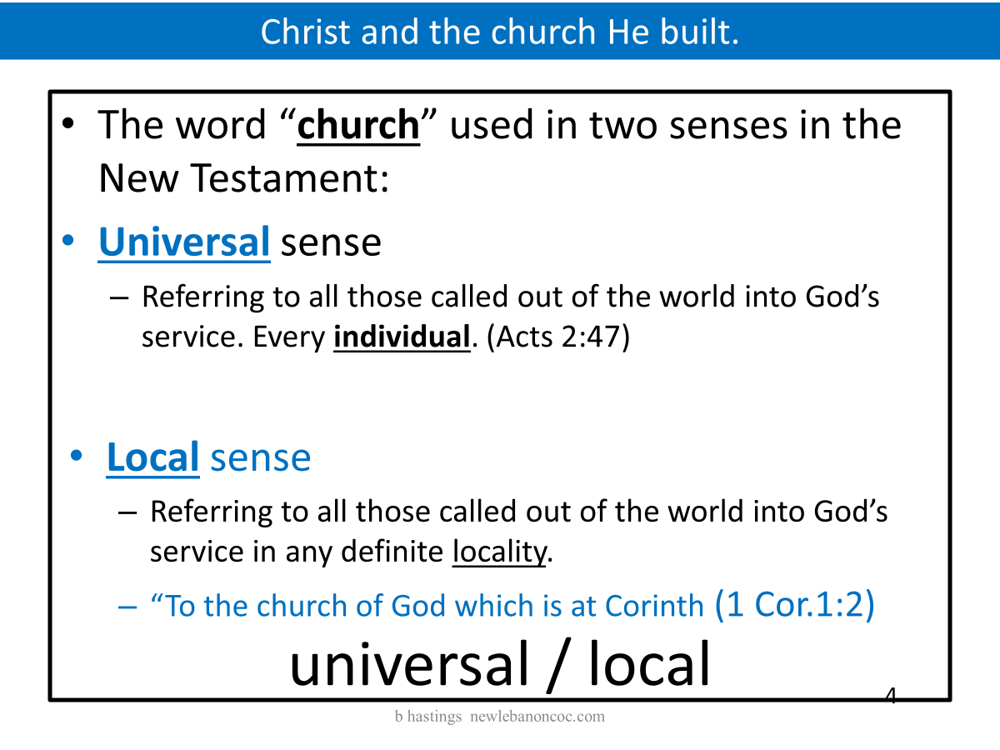 Christ and the church He built.
• The word “church” used in two senses in the
New Testament:
• Universal sense
– Referring to all those called out of the world into God’s
service. Every individual. (Acts 2:47)
• Local sense
– Referring to all those called out of the world into God’s
service in any definite locality.
– “To the church of God which is at Corinth (1 Cor.1:2)
universal / local
4
b hastings  newlebanoncoc.com